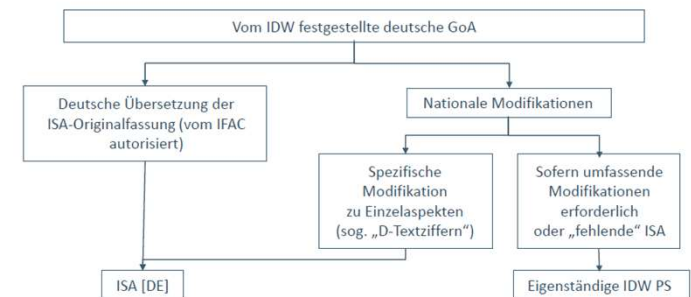 Vom IDW festgestellte deutsche GoA
Deutsche Übersetzung der
ISA-Originalfassung (vom IFAC
autorisiert)
Nationale Modifikationen
Spezifische
Modifikation
zu Einzelaspekten
(sog. „D-Textziffern“)
Sofern umfassende
Modifikationen
erforderlich
oder „fehlende“ ISA
ISA [DE]
Eigenständige IDW PS